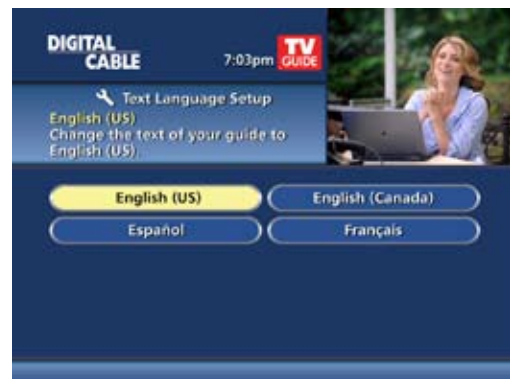 DIGITAL
CABLE
7:03pm
TV
GUIDE
Text Language Setup
English (US)
Change the text of your guide to
English (US).
English (US)
English (Canada)
Español
Français